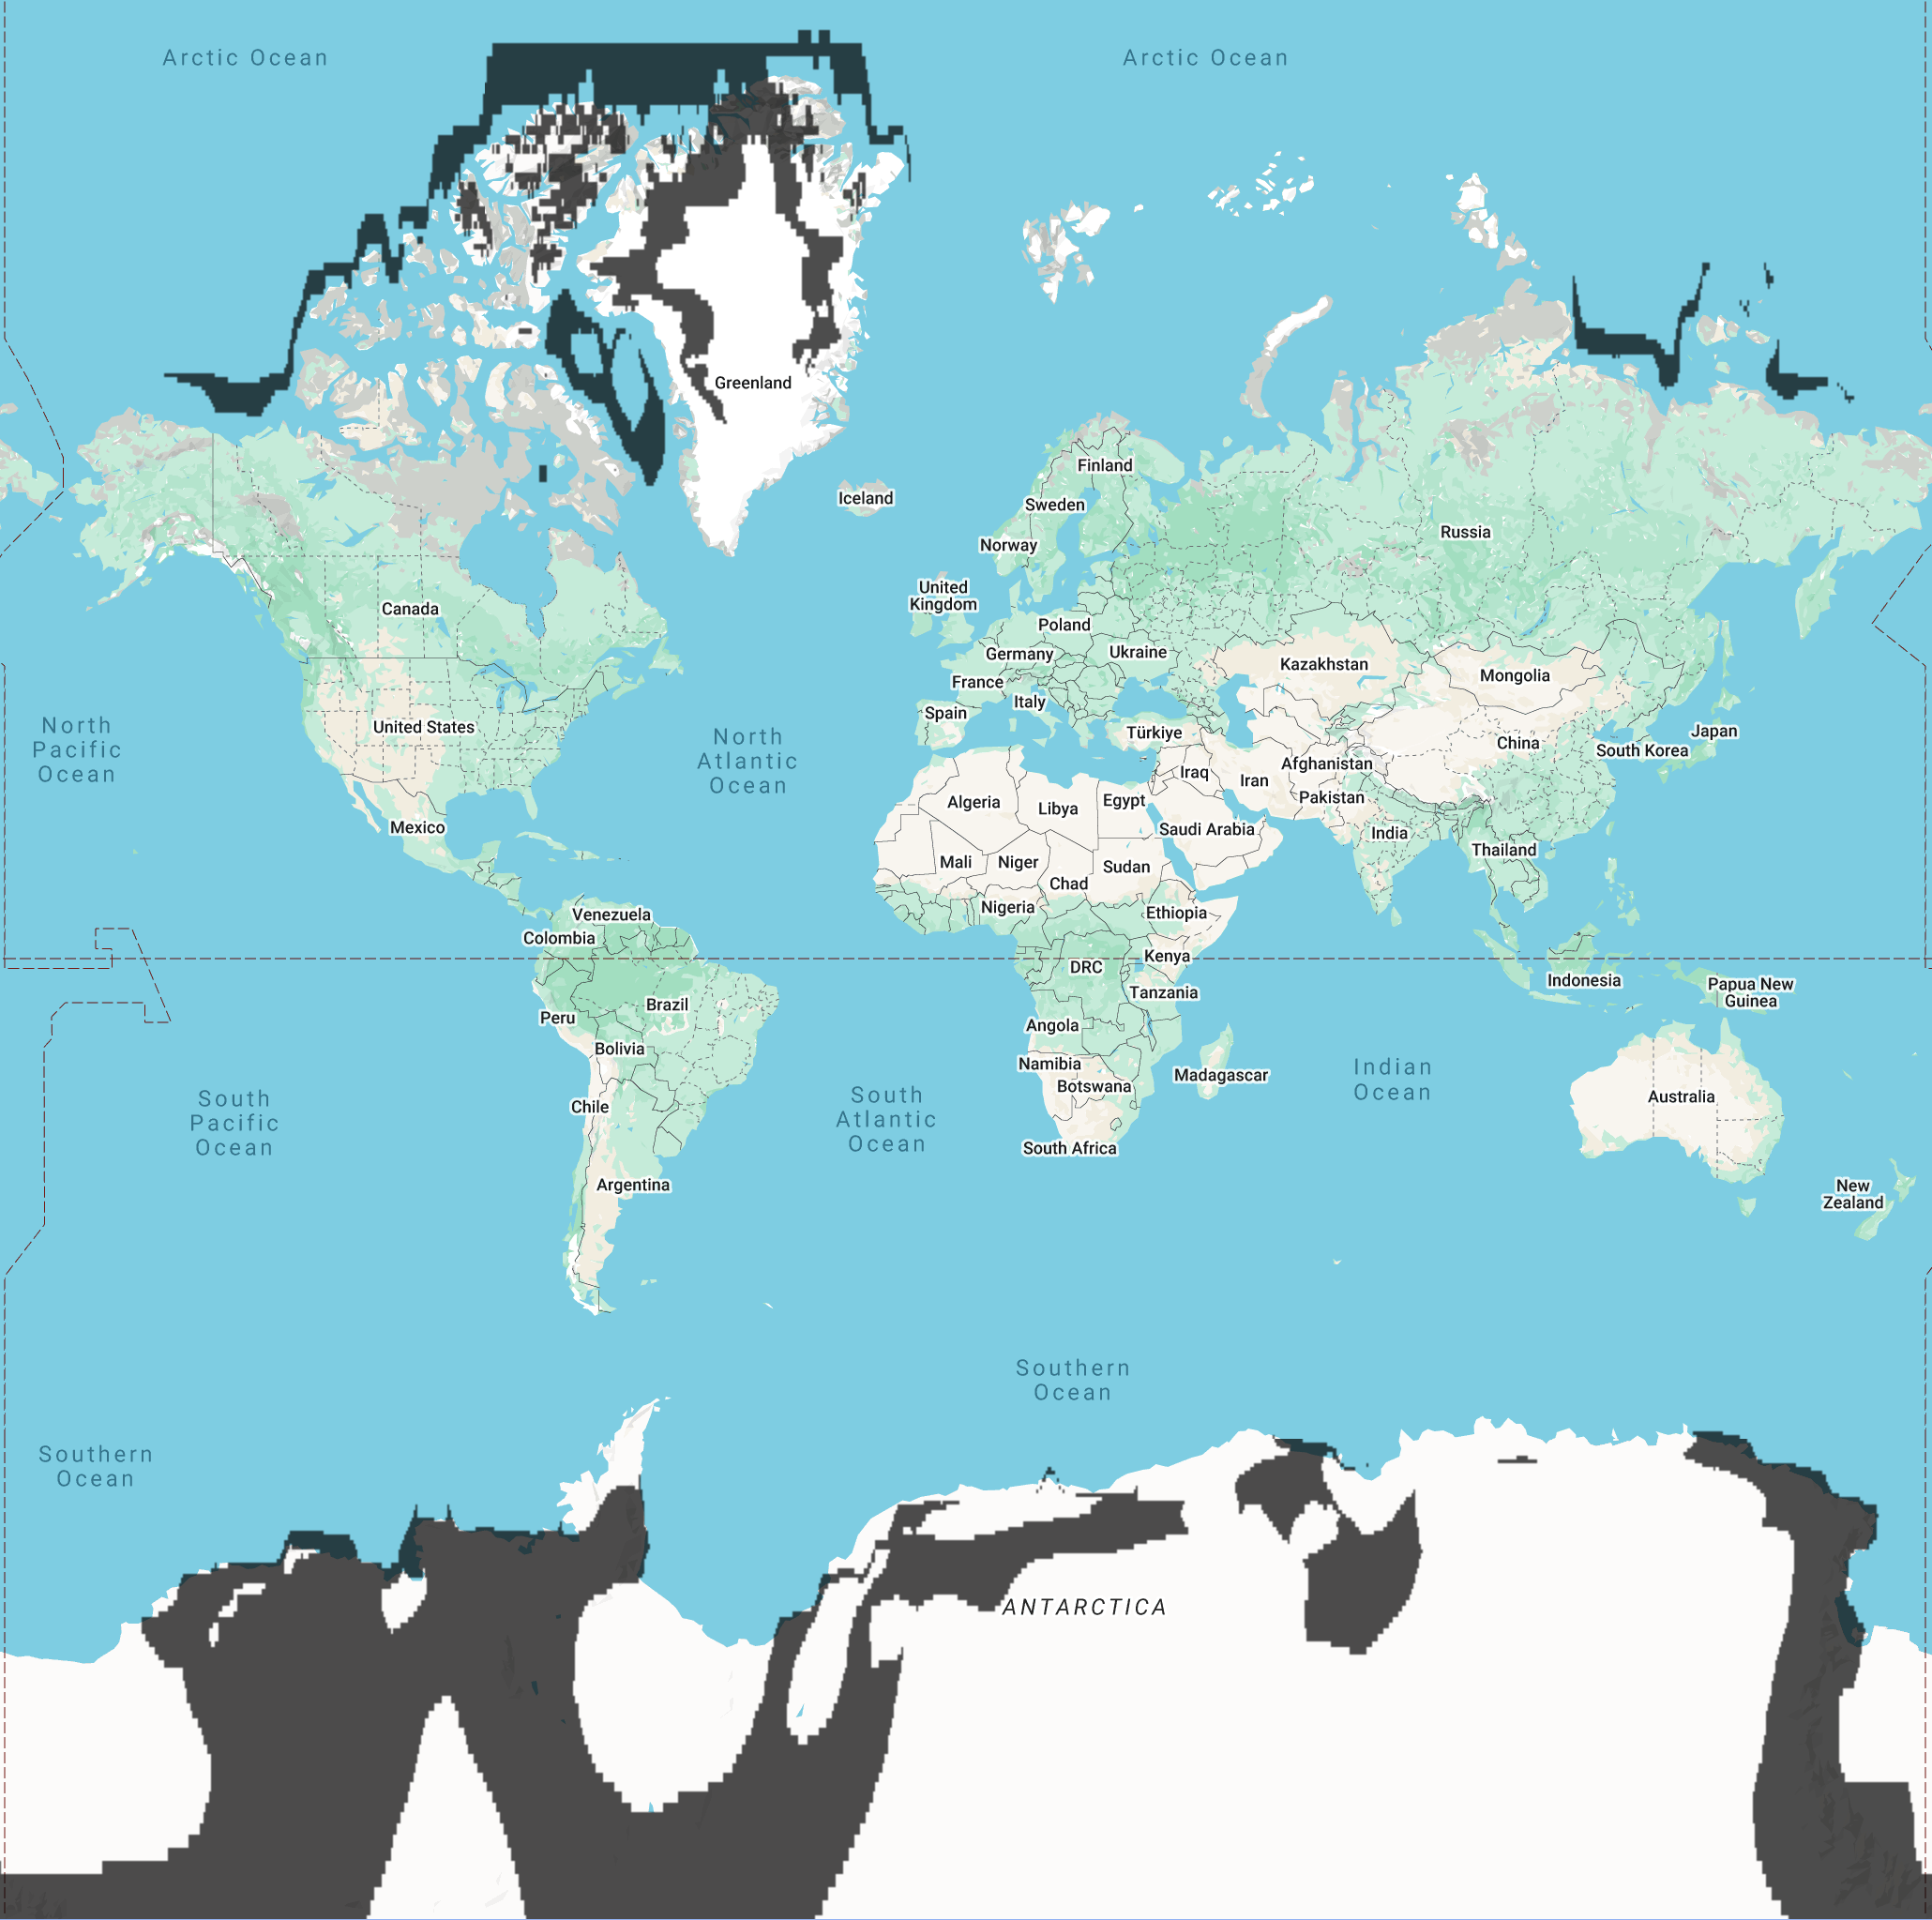 Arctic Ocean
Arctic Ocean
Greenland
Finland
Iceland
Sweden
Russia
Norway
United
Kingdom
Canada
Poland
Germany
Ukraine
Kazakhstan
Mongolia
France
Italy
Spain
United States
Türkiye
Japan
China
South Korea
North
Pacific
Ocean
North
Atlantic
Ocean
Afghanistan
Iraq
Iran
Pakistan
Algeria
Libya
Egypt
Mexico
Saudi Arabia
India
Thailand
Mali
Niger
Sudan
Chad
Nigeria
Ethiopia
Venezuela
Colombia
Kenya
DRC
Indonesia
Papua New
Guinea
Tanzania
Brazil
Peru
Angola
Bolivia
Namibia
Madagascar
Botswana
Indian
Ocean
Australia
Chile
South
Pacific
Ocean
South
Atlantic
Ocean
South Africa
Argentina
New
Zealand
Southern
Ocean
Southern
Ocean
ANTARCTICA